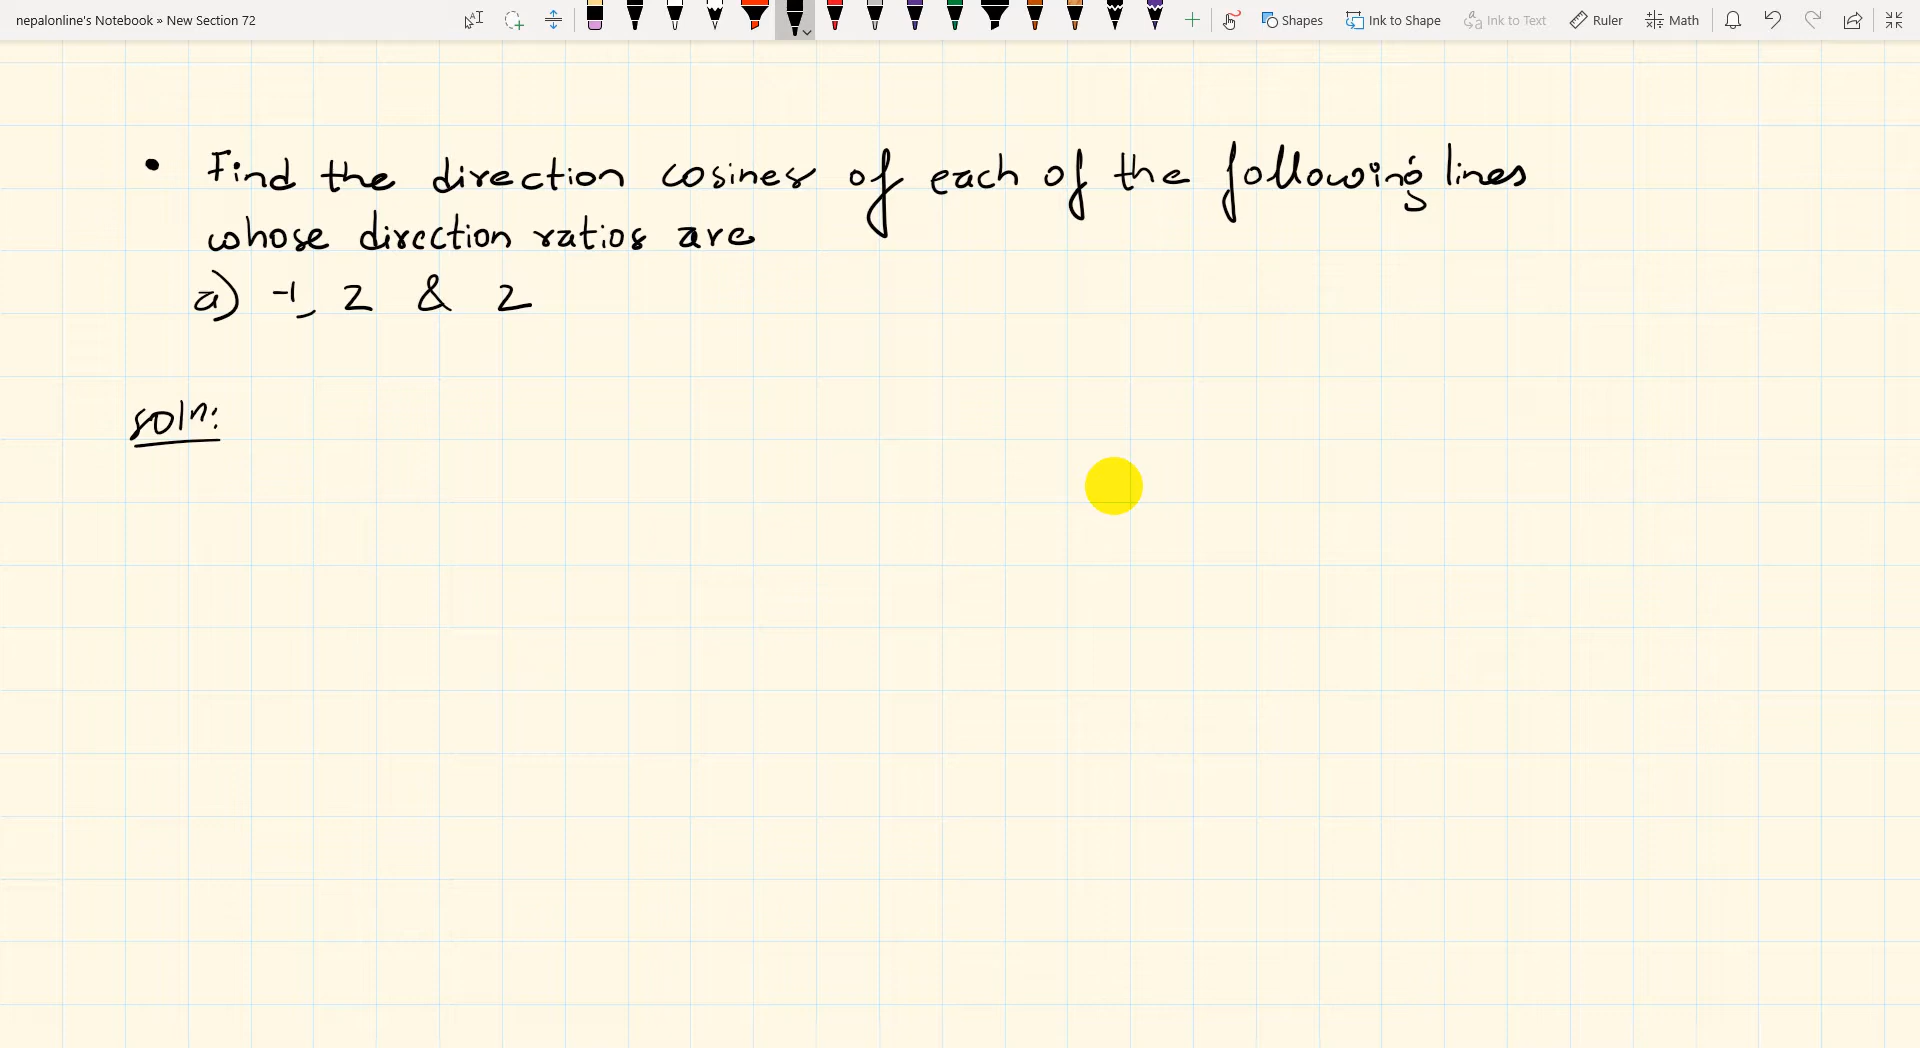 nepalonline's Notebook » New Section 72
Shapes Ink to Shape Ink to Text Ruler Math
• Find the direction cosines of each of the following lines
whose direction ratios are
a) -1, 2 & 2
soln: